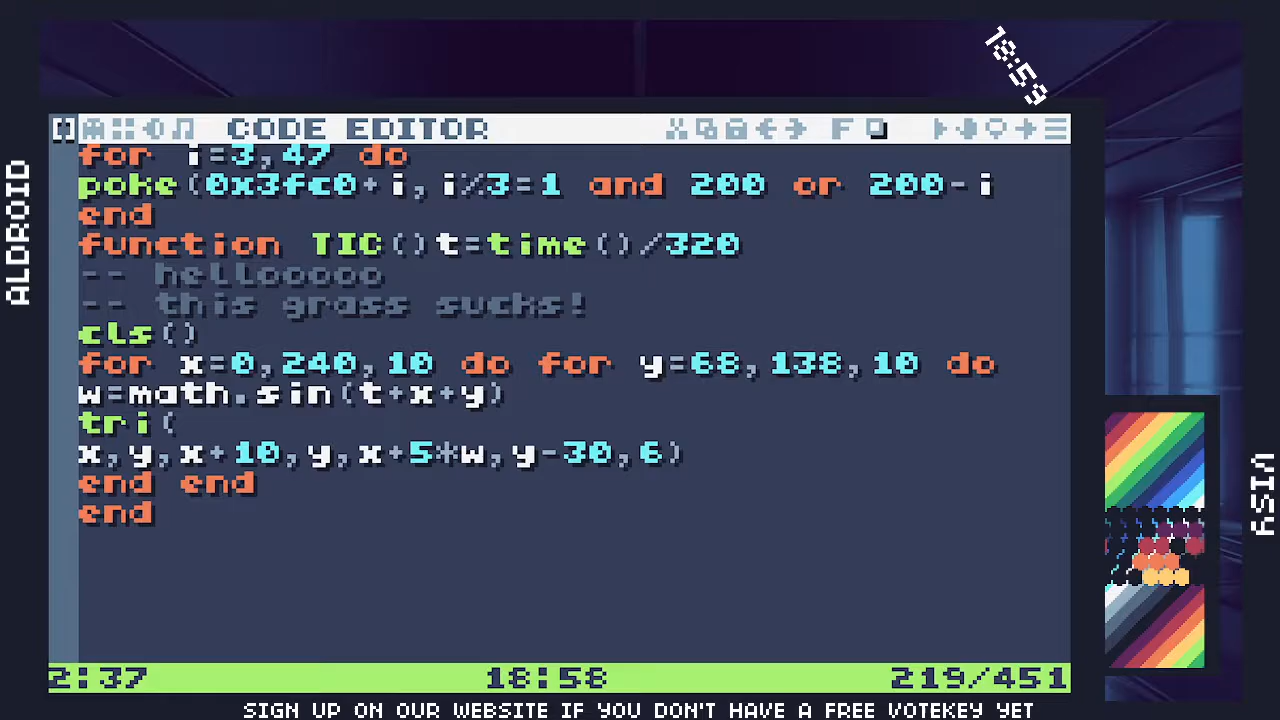 18:59
CODE EDITOR
for i=3,47 do
poke(0x3fc0+i,i%3=1 and 200 or 200-i
end
function TIC()t=time()/320
-- hellooooo
-- this grass sucks!
cls()
for x=0,240,10 do for y=68,138,10 do
w=math.sin(t+x+y)
tri(
x,y,x+10,y,x+5*w,y-30,6)
end end
end
2:37 18:58 219/451
ALDROID
VISY
SIGN UP ON OUR WEBSITE IF YOU DON'T HAVE A FREE VOTEKEY YET